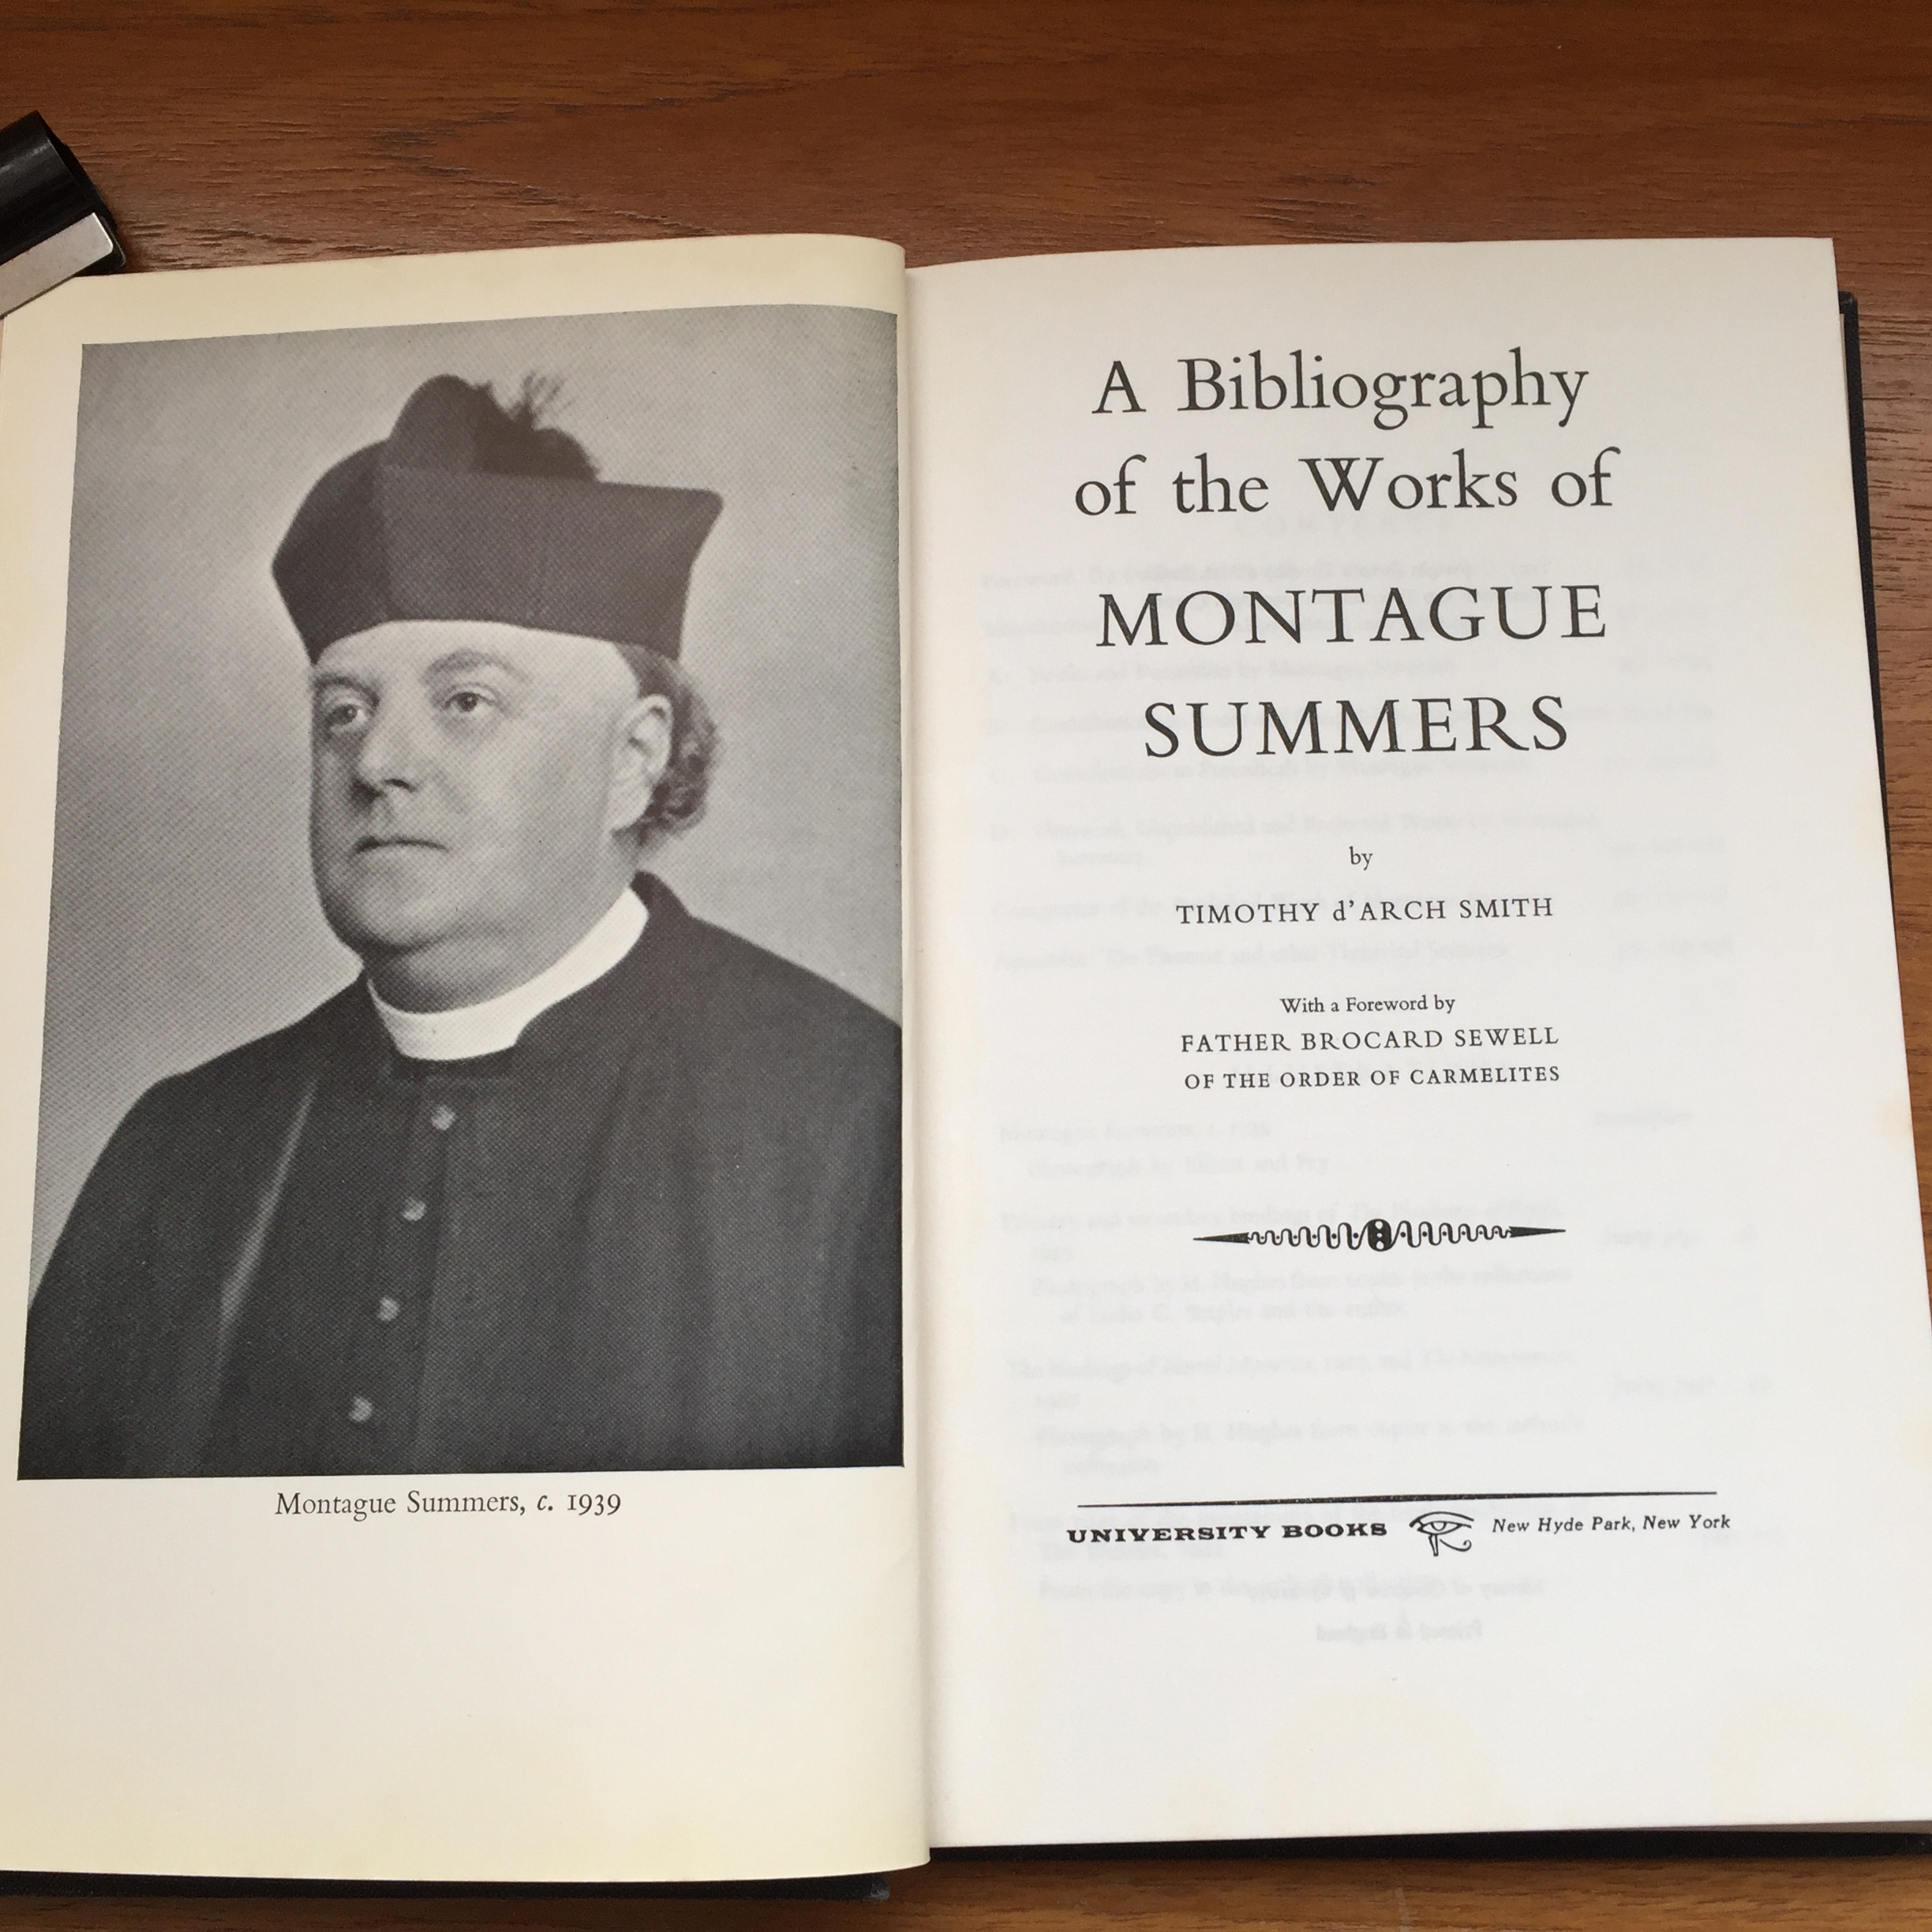 Montague Summers, c. 1939
A Bibliography
of the Works of
MONTAGUE
SUMMERS
by
TIMOTHY d'ARCH SMITH
With a Foreword by
FATHER BROCARD SEWELL
OF THE ORDER OF CARMELITES
UNIVERSITY BOOKS New Hyde Park, New York